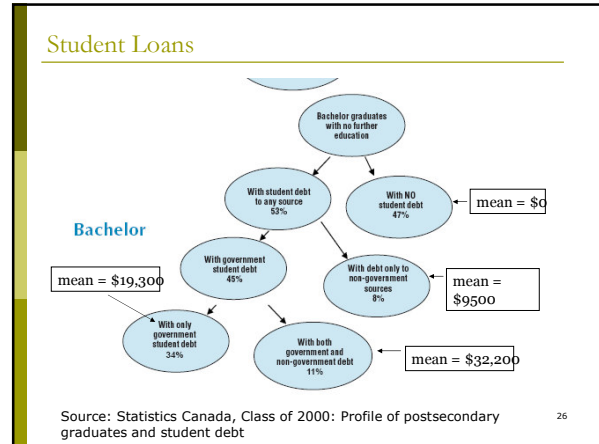 Student Loans
Bachelor graduates
with no further
education
With student debt
to any source
53%
With NO
student debt
47%
mean = $0
Bachelor
With government
student debt
45%
With debt only to
non-government
sources
8%
mean =
$9500
mean = $19,300
With only
government
student debt
34%
With both
government and
non-government debt
11%
mean = $32,200
Source: Statistics Canada, Class of 2000: Profile of postsecondary
graduates and student debt
26